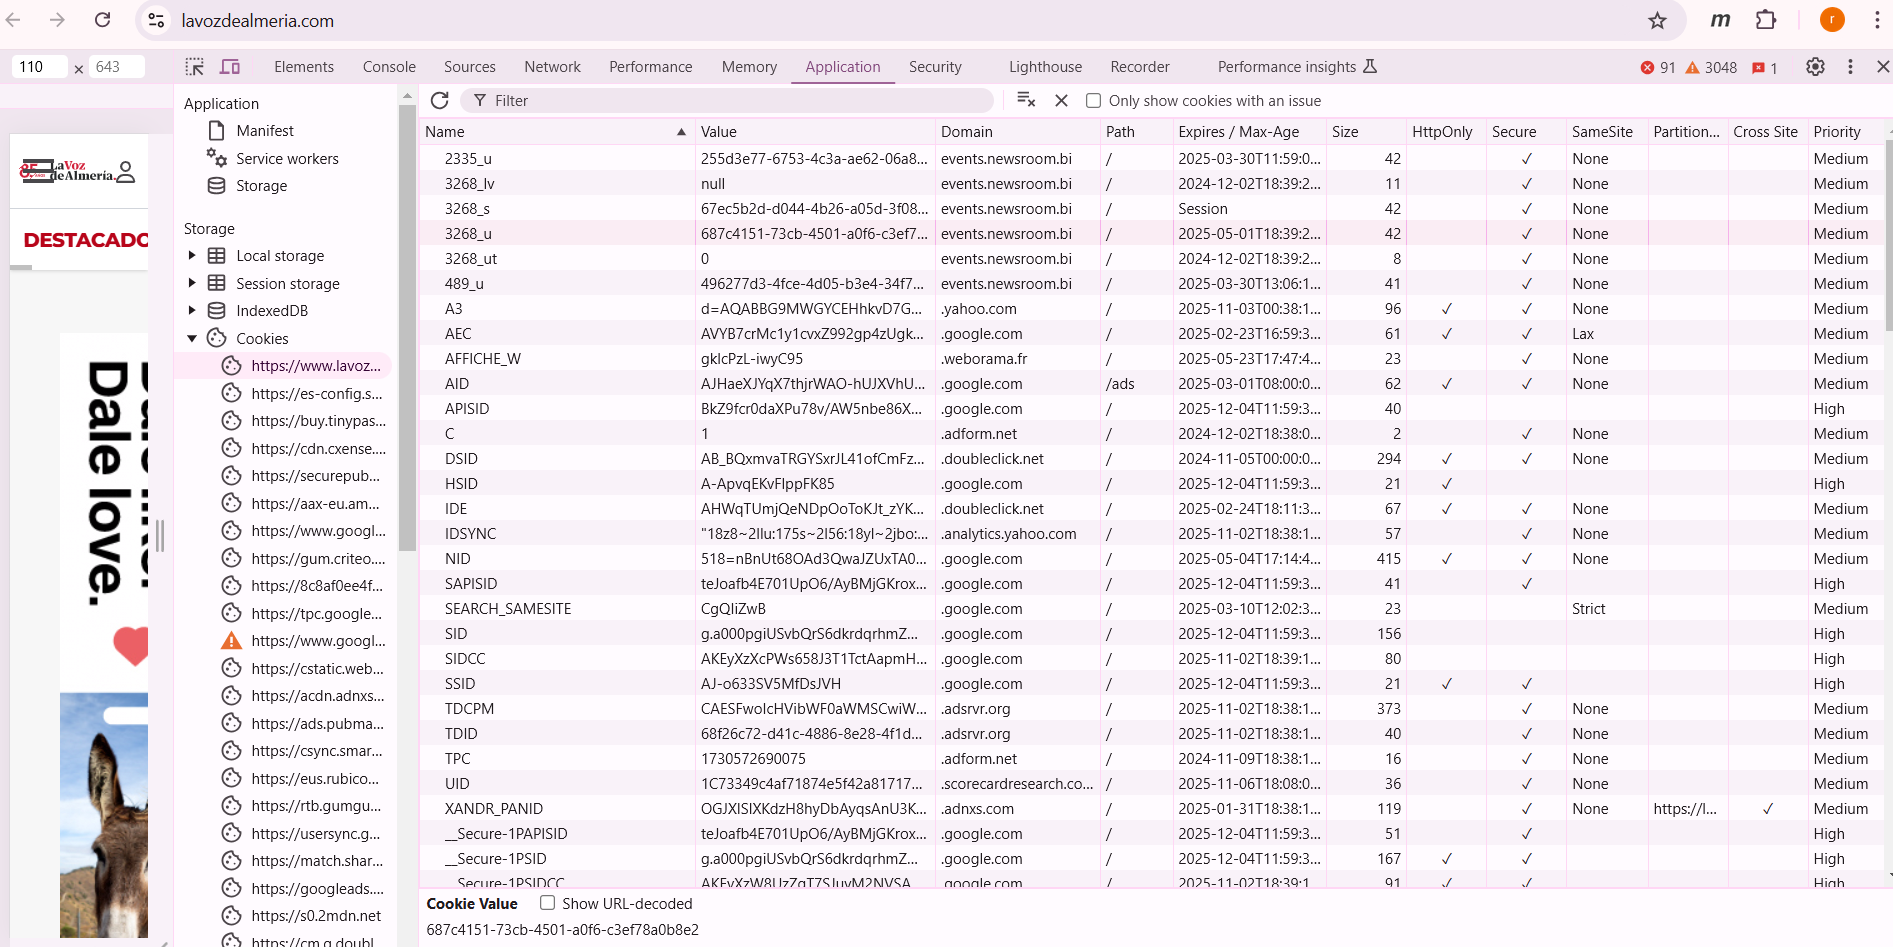 lavozdealmeria.com
m
r
110 × 643
Elements Console Sources Network Performance Memory Application Security Lighthouse Recorder Performance insights 91 3048 1
Application
Manifest
Service workers
Storage
Storage
Local storage
Session storage
IndexedDB
Cookies
https://www.lavoz...
https://es-config.s...
https://buy.tinypas...
https://cdn.cxense....
https://securepub...
https://aax-eu.am...
https://www.googl...
https://gum.criteo....
https://8c8af0ee4f...
https://tpc.google...
https://www.googl...
https://cstatic.web...
https://acdn.adnxs...
https://ads.pubma...
https://csync.smar...
https://eus.rubico...
https://rtb.gumgu...
https://usersync.g...
https://match.shar...
https://googleads....
https://s0.2mdn.net
https://cm.g.doubl...
LaVoz
deAlmería.
DESTACADO
Dale love.
Filter Only show cookies with an issue
Name Value Domain Path Expires / Max-Age Size HttpOnly Secure SameSite Partition... Cross Site Priority
2335_u 255d3e77-6753-4c3a-ae62-06a8... events.newsroom.bi / 2025-03-30T11:59:0... 42 ✓ None Medium
3268_lv null events.newsroom.bi / 2024-12-02T18:39:2... 11 ✓ None Medium
3268_s 67ec5b2d-d044-4b26-a05d-3f08... events.newsroom.bi / Session 42 ✓ None Medium
3268_u 687c4151-73cb-4501-a0f6-c3ef7... events.newsroom.bi / 2025-05-01T18:39:2... 42 ✓ None Medium
3268_ut 0 events.newsroom.bi / 2024-12-02T18:39:2... 8 ✓ None Medium
489_u 496277d3-4fce-4d05-b3e4-34f7... events.newsroom.bi / 2025-03-30T13:06:1... 41 ✓ None Medium
A3 d=AQABBG9MWGYCEHhkvD7G... .yahoo.com / 2025-11-03T00:38:1... 96 ✓ ✓ None Medium
AEC AVYB7crMc1y1cvxZ992gp4zUgk... .google.com / 2025-02-23T16:59:3... 61 ✓ ✓ Lax Medium
AFFICHE_W gklcPzL-iwyC95 .weborama.fr / 2025-05-23T17:47:4... 23 ✓ None Medium
AID AJHaeXJYqX7thjrWAO-hUJXVhU... .google.com /ads 2025-03-01T08:00:0... 62 ✓ ✓ None Medium
APISID BkZ9fcr0daXPu78v/AW5nbe86X... .google.com / 2025-12-04T11:59:3... 40 High
C 1 .adform.net / 2024-12-02T18:38:0... 2 ✓ None Medium
DSID AB_BQxmvaTRGYSxrJL41ofCmFz... .doubleclick.net / 2024-11-05T00:00:0... 294 ✓ ✓ None Medium
HSID A-ApvqEKvFIppFK85 .google.com / 2025-12-04T11:59:3... 21 ✓ High
IDE AHWqTUmjQeNDpOoToKJt_zYK... .doubleclick.net / 2025-02-24T18:11:3... 67 ✓ ✓ None Medium
IDSYNC "18z8~2llu:175s~2l56:18yl~2jbo:... .analytics.yahoo.com / 2025-11-02T18:38:1... 57 ✓ None Medium
NID 518=nBnUt68OAd3QwaJZUxTA0... .google.com / 2025-05-04T17:14:4... 415 ✓ ✓ None Medium
SAPISID teJoafb4E701UpO6/AyBMjGKrox... .google.com / 2025-12-04T11:59:3... 41 ✓ High
SEARCH_SAMESITE CgQIiZwB .google.com / 2025-03-10T12:02:3... 23 Strict Medium
SID g.a000pgiUSvbQrS6dkrdqrhmZ... .google.com / 2025-12-04T11:59:3... 156 High
SIDCC AKEyXzXcPWs658J3T1TctAapmH... .google.com / 2025-11-02T18:39:1... 80 High
SSID AJ-o633SV5MfDsJVH .google.com / 2025-12-04T11:59:3... 21 ✓ ✓ High
TDCPM CAESFwoIcHVibWF0aWMSCwiW... .adsrvr.org / 2025-11-02T18:38:1... 373 ✓ None Medium
TDID 68f26c72-d41c-4886-8e28-4f1d... .adsrvr.org / 2025-11-02T18:38:1... 40 ✓ None Medium
TPC 1730572690075 .adform.net / 2024-11-09T18:38:1... 16 ✓ None Medium
UID 1C73349c4af71874e5f42a81717... .scorecardresearch.co... / 2025-11-06T18:08:0... 36 ✓ None Medium
XANDR_PANID OGJXISIXKdzH8hyDbAyqsAnU3K... .adnxs.com / 2025-01-31T18:38:1... 119 ✓ None https://l... ✓ Medium
__Secure-1PAPISID teJoafb4E701UpO6/AyBMjGKrox... .google.com / 2025-12-04T11:59:3... 51 ✓ High
__Secure-1PSID g.a000pgiUSvbQrS6dkrdqrhmZ... .google.com / 2025-12-04T11:59:3... 167 ✓ ✓ High
__Secure-1PSIDCC .google.com / 2025-11-02T18:39:1... 91 ✓ ✓ High
Cookie Value Show URL-decoded
687c4151-73cb-4501-a0f6-c3ef78a0b8e2